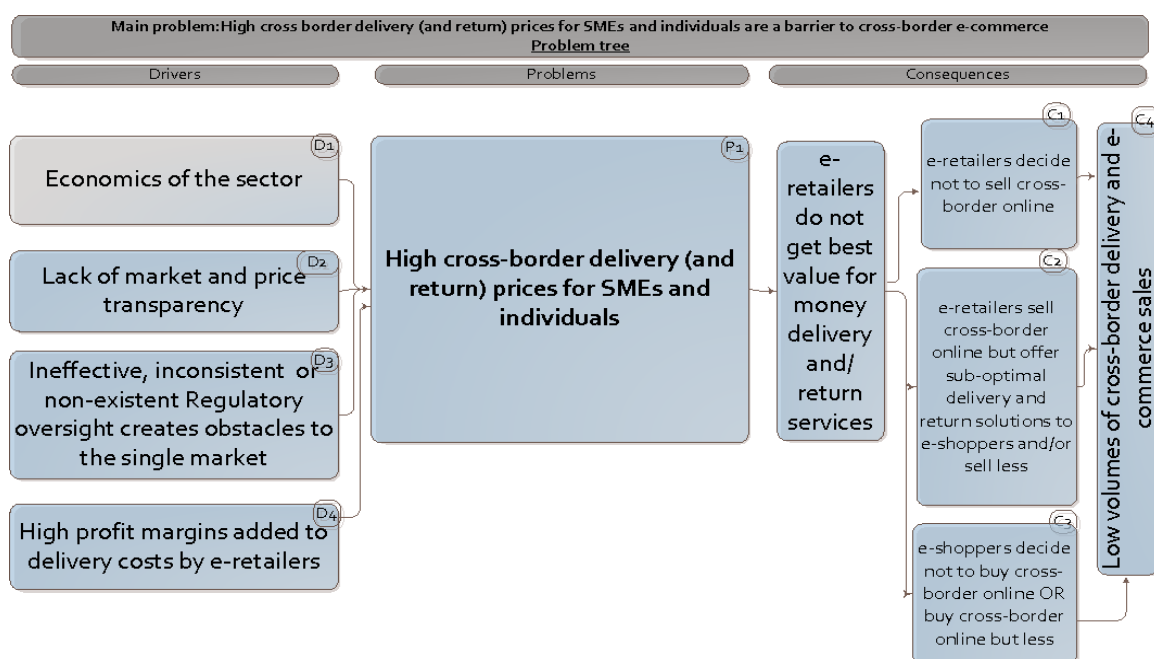 Main problem:High cross border delivery (and return) prices for SMEs and individuals are a barrier to cross-border e-commerce
Problem tree
Drivers
Problems
Consequences
D1
Economics of the sector
D2
Lack of market and price
transparency
D3
Ineffective, inconsistent or
non-existent Regulatory
oversight creates obstacles to
the single market
D4
High profit margins added to
delivery costs by e-retailers
P1
High cross-border delivery (and
return) prices for SMEs and
individuals
e-
retailers
do not
get best
value for
money
delivery
and/
return
services
C1
e-retailers decide
not to sell cross-
border online
C2
e-retailers sell
cross-border
online but offer
sub-optimal
delivery and
return solutions to
e-shoppers and/or
sell less
C3
e-shoppers decide
not to buy cross-
border online OR
buy cross-border
online but less
C4
Low volumes of cross-border delivery and e-
commerce sales